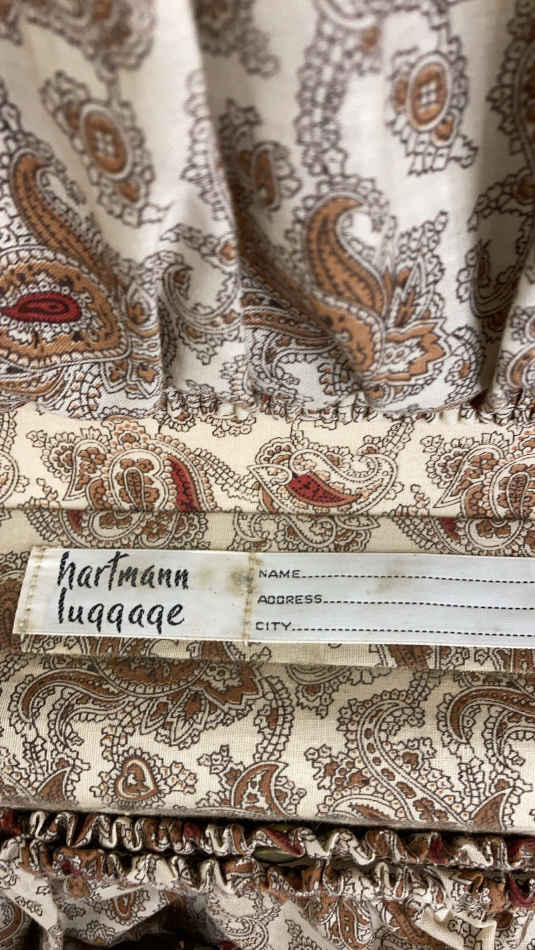 hartmann
luggage
NAME
ADDRESS
CITY